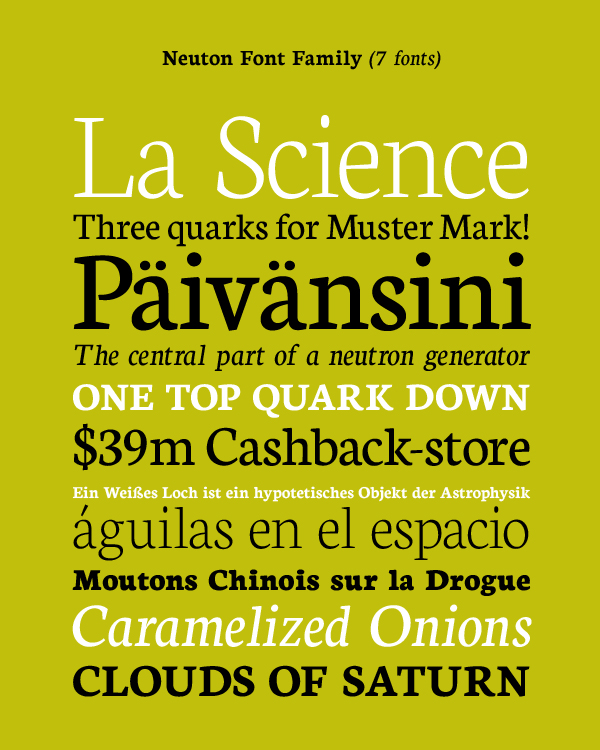 Neuton Font Family (7 fonts)
La Science
Three quarks for Muster Mark!
Päivänsini
The central part of a neutron generator
ONE TOP QUARK DOWN
$39m Cashback-store
Ein Weißes Loch ist ein hypotetisches Objekt der Astrophysik
águilas en el espacio
Moutons Chinois sur la Drogue
Caramelized Onions
CLOUDS OF SATURN